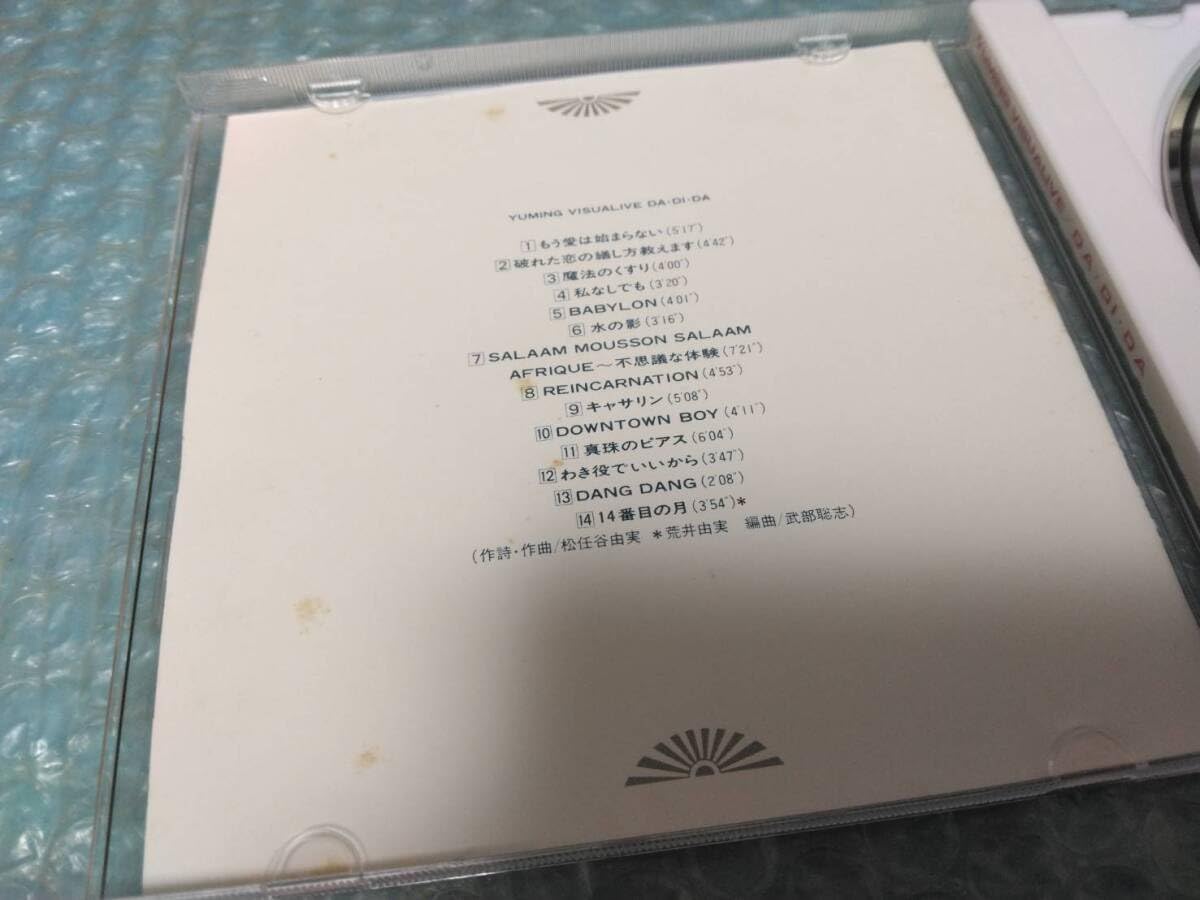 YUMING VISUALIVE DA·DI·DA
1 もう愛は始まらない(5'17")
2 破れた恋の繕し方教えます(4'42")
3 魔法のくすり(4'00")
4 私なしでも(3'20")
5 BABYLON(4'01")
6 水の影(3'16")
7 SALAAM MOUSSON SALAAM
AFRIQUE〜不思議な体験(7'21")
8 REINCARNATION(4'53")
9 キャサリン(5'08")
10 DOWNTOWN BOY(4'11")
11 真珠のピアス(6'04")
12 わき役でいいから(3'47")
13 DANG DANG(2'08")
14 14番目の月(3'54")*
(作詩・作曲/松任谷由実 *荒井由実 編曲/武部聡志)
YUMING VISUALIVE DA·DI·DA